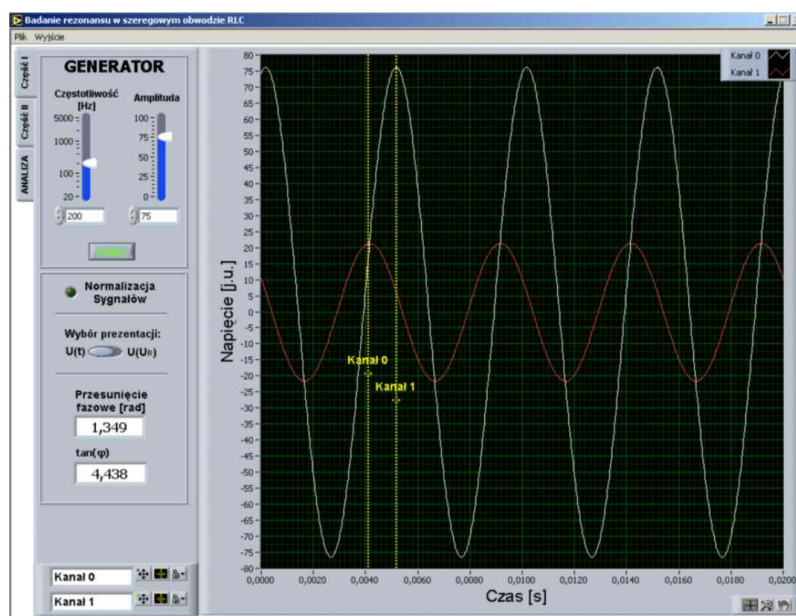 Badanie rezonansu w szeregowym obwodzie RLC
Plik Wyjście
Część I
Część II
ANALIZA
GENERATOR
Częstotliwość
[Hz]
Amplituda
5000
1000
100
20
100
75
50
25
0
200
75
Normalizacja
Sygnałów
Wybór prezentacji:
U(t) U(UR)
Przesunięcie
fazowe [rad]
1,349
tan(φ)
4,438
Kanał 0
Kanał 1
Napięcie [j.u.]
80
75
70
65
60
55
50
45
40
35
30
25
20
15
10
5
0
-5
-10
-15
-20
-25
-30
-35
-40
-45
-50
-55
-60
-65
-70
-75
-80
Kanał 0
Kanał 1
Kanał 0
Kanał 1
0,0000 0,0020 0,0040 0,0060 0,0080 0,0100 0,0120 0,0140 0,0160 0,0180 0,0200
Czas [s]